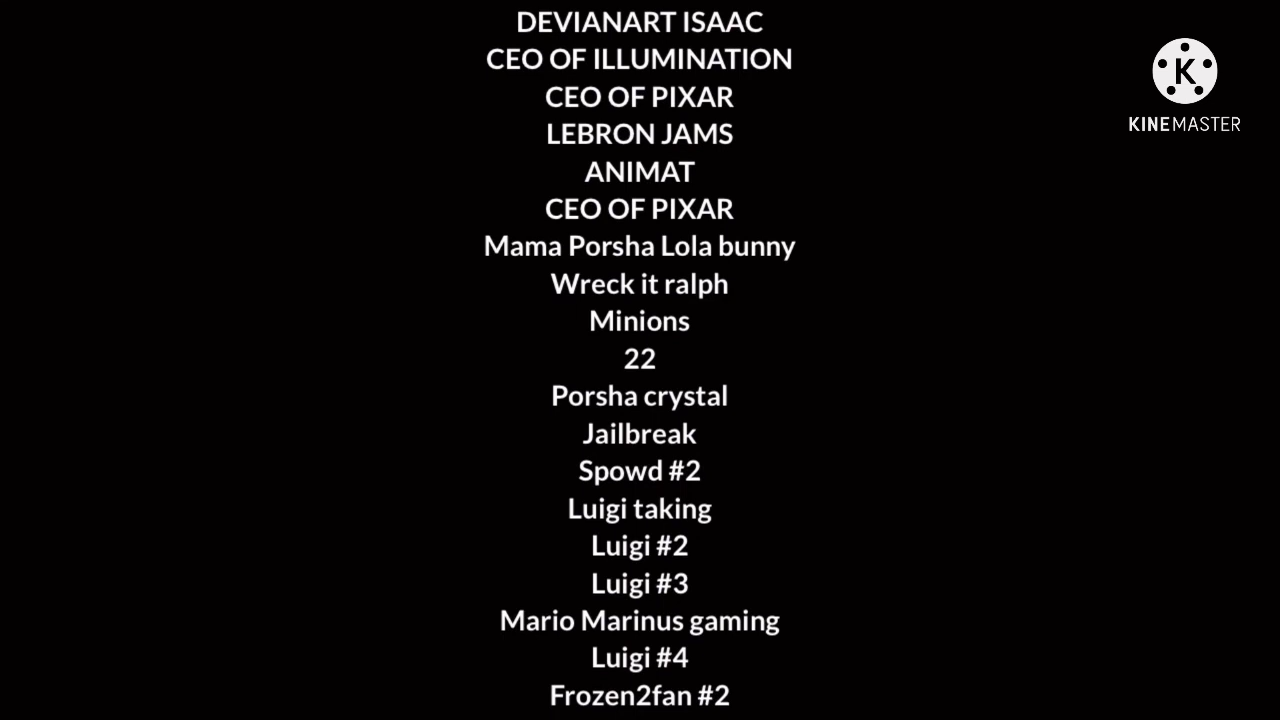 DEVIANART ISAAC
CEO OF ILLUMINATION
CEO OF PIXAR
LEBRON JAMS
ANIMAT
CEO OF PIXAR
Mama Porsha Lola bunny
Wreck it ralph
Minions
22
Porsha crystal
Jailbreak
Spowd #2
Luigi taking
Luigi #2
Luigi #3
Mario Marinus gaming
Luigi #4
Frozen2fan #2
K
KINEMASTER